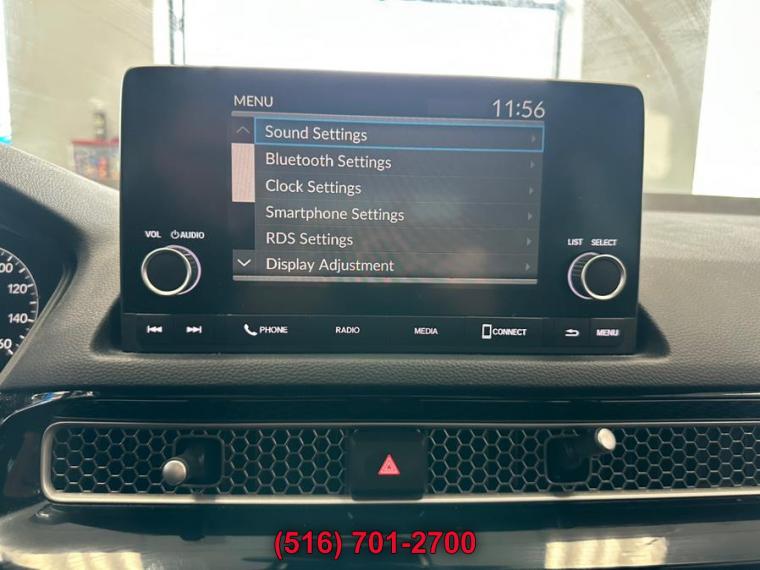 MENU 11:56
Sound Settings
Bluetooth Settings
Clock Settings
Smartphone Settings
RDS Settings
Display Adjustment
VOL AUDIO
LIST SELECT
PHONE RADIO MEDIA CONNECT MENU
120
140
(516) 701-2700